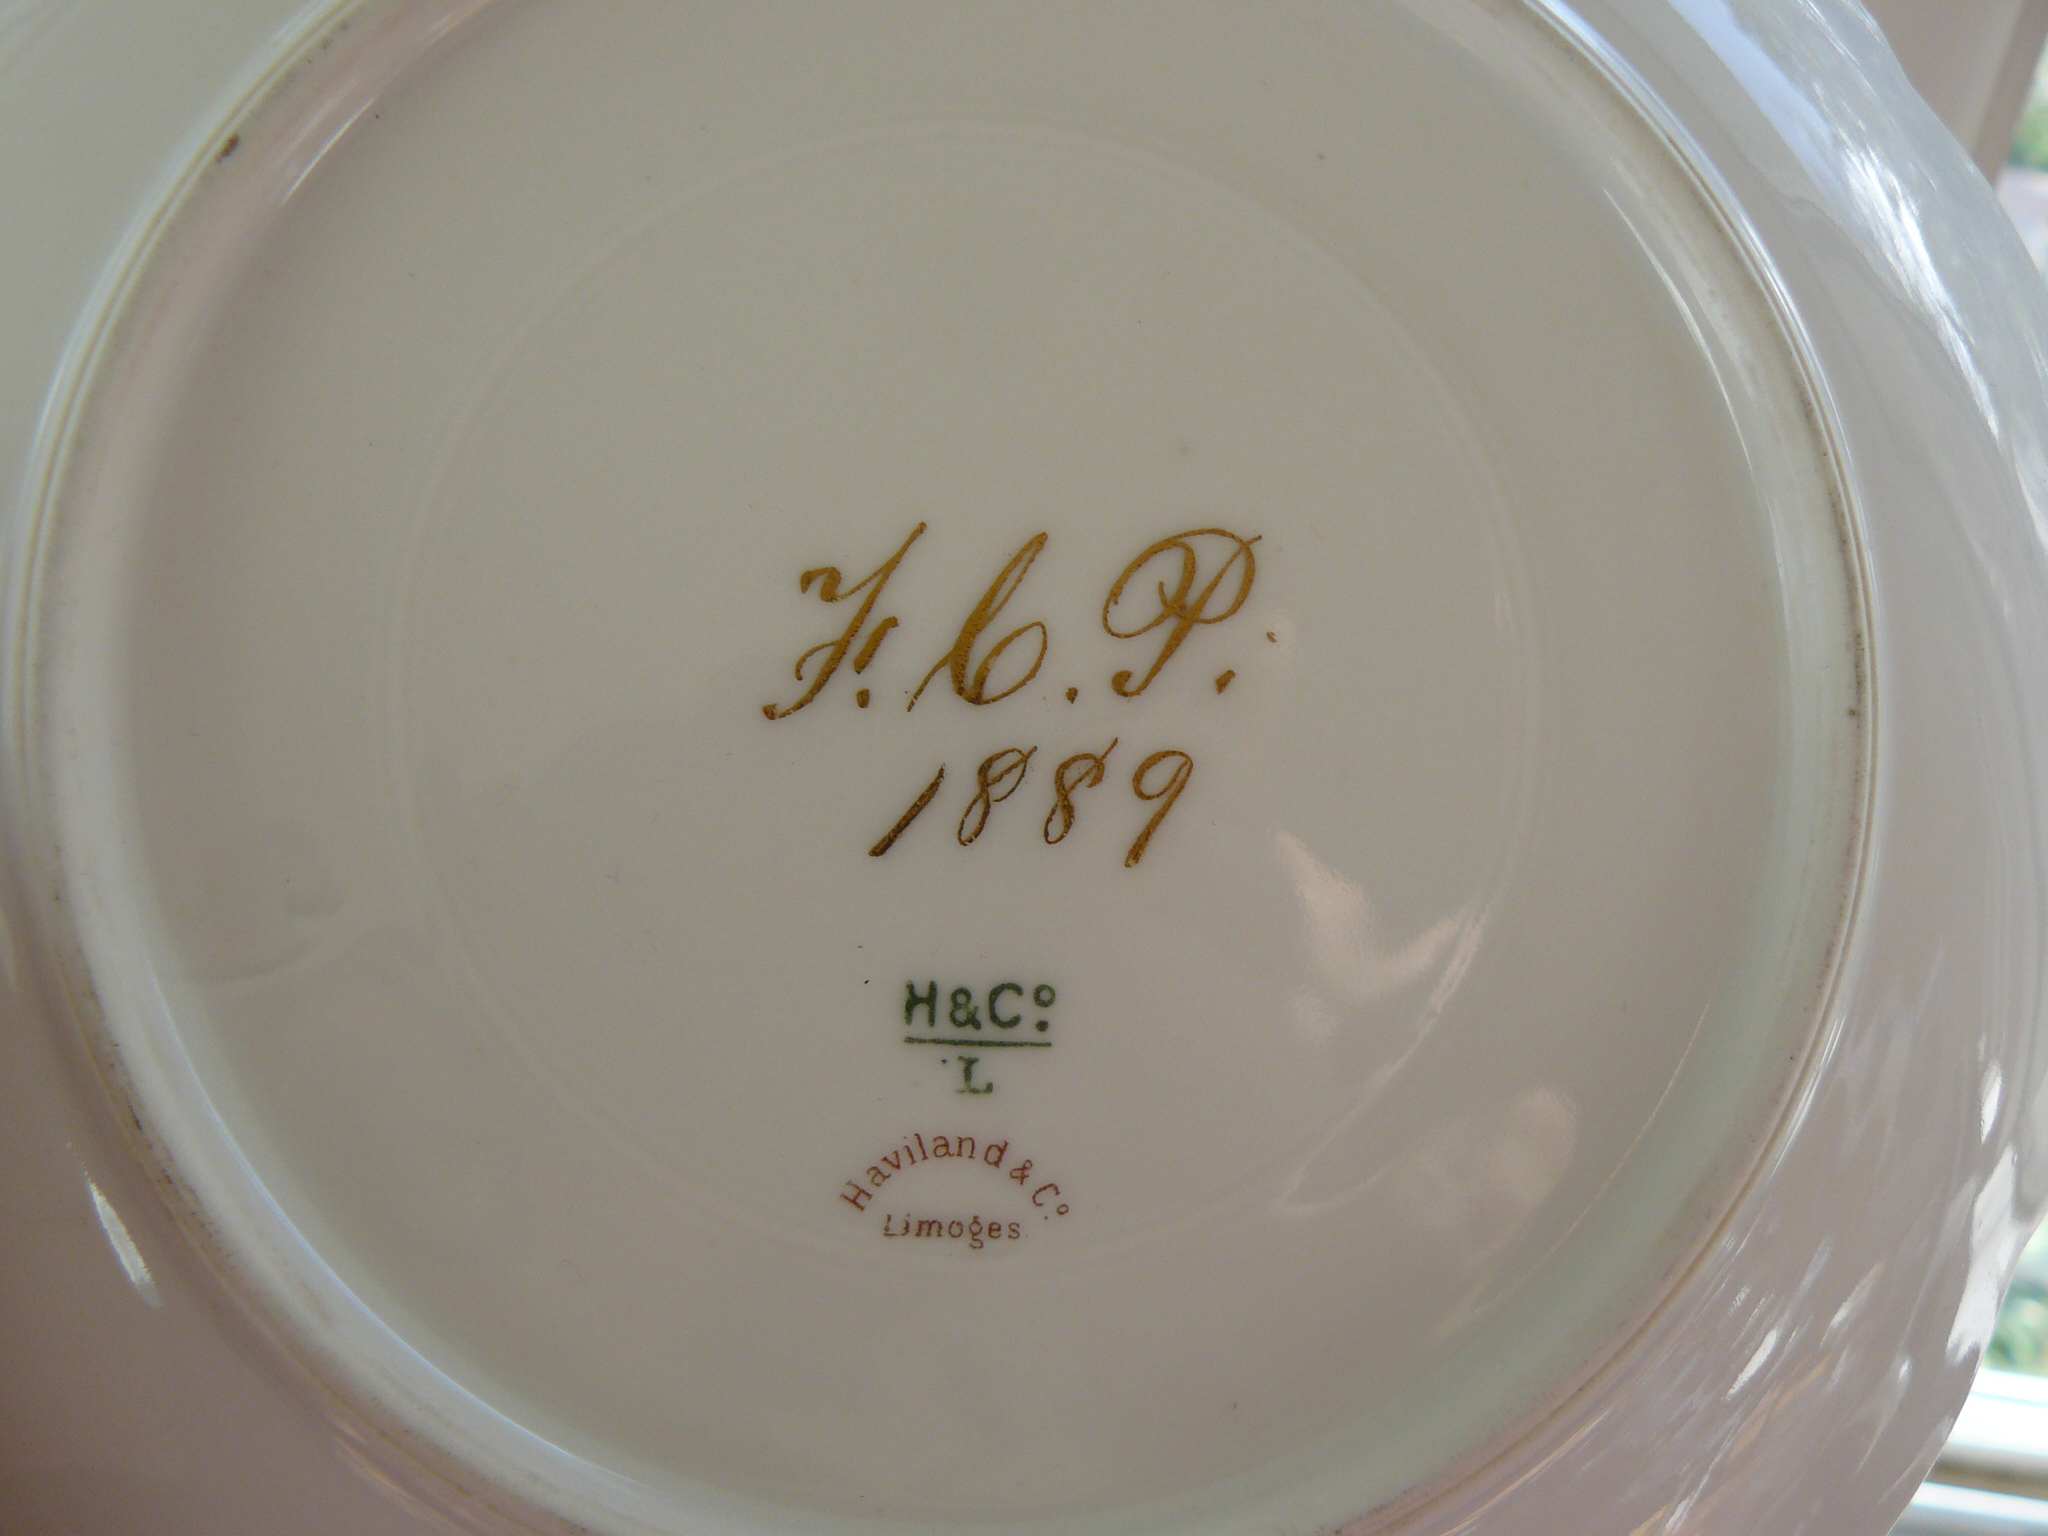 F. C. P.
1889
H & Co.
L
Haviland & Co.
Limoges